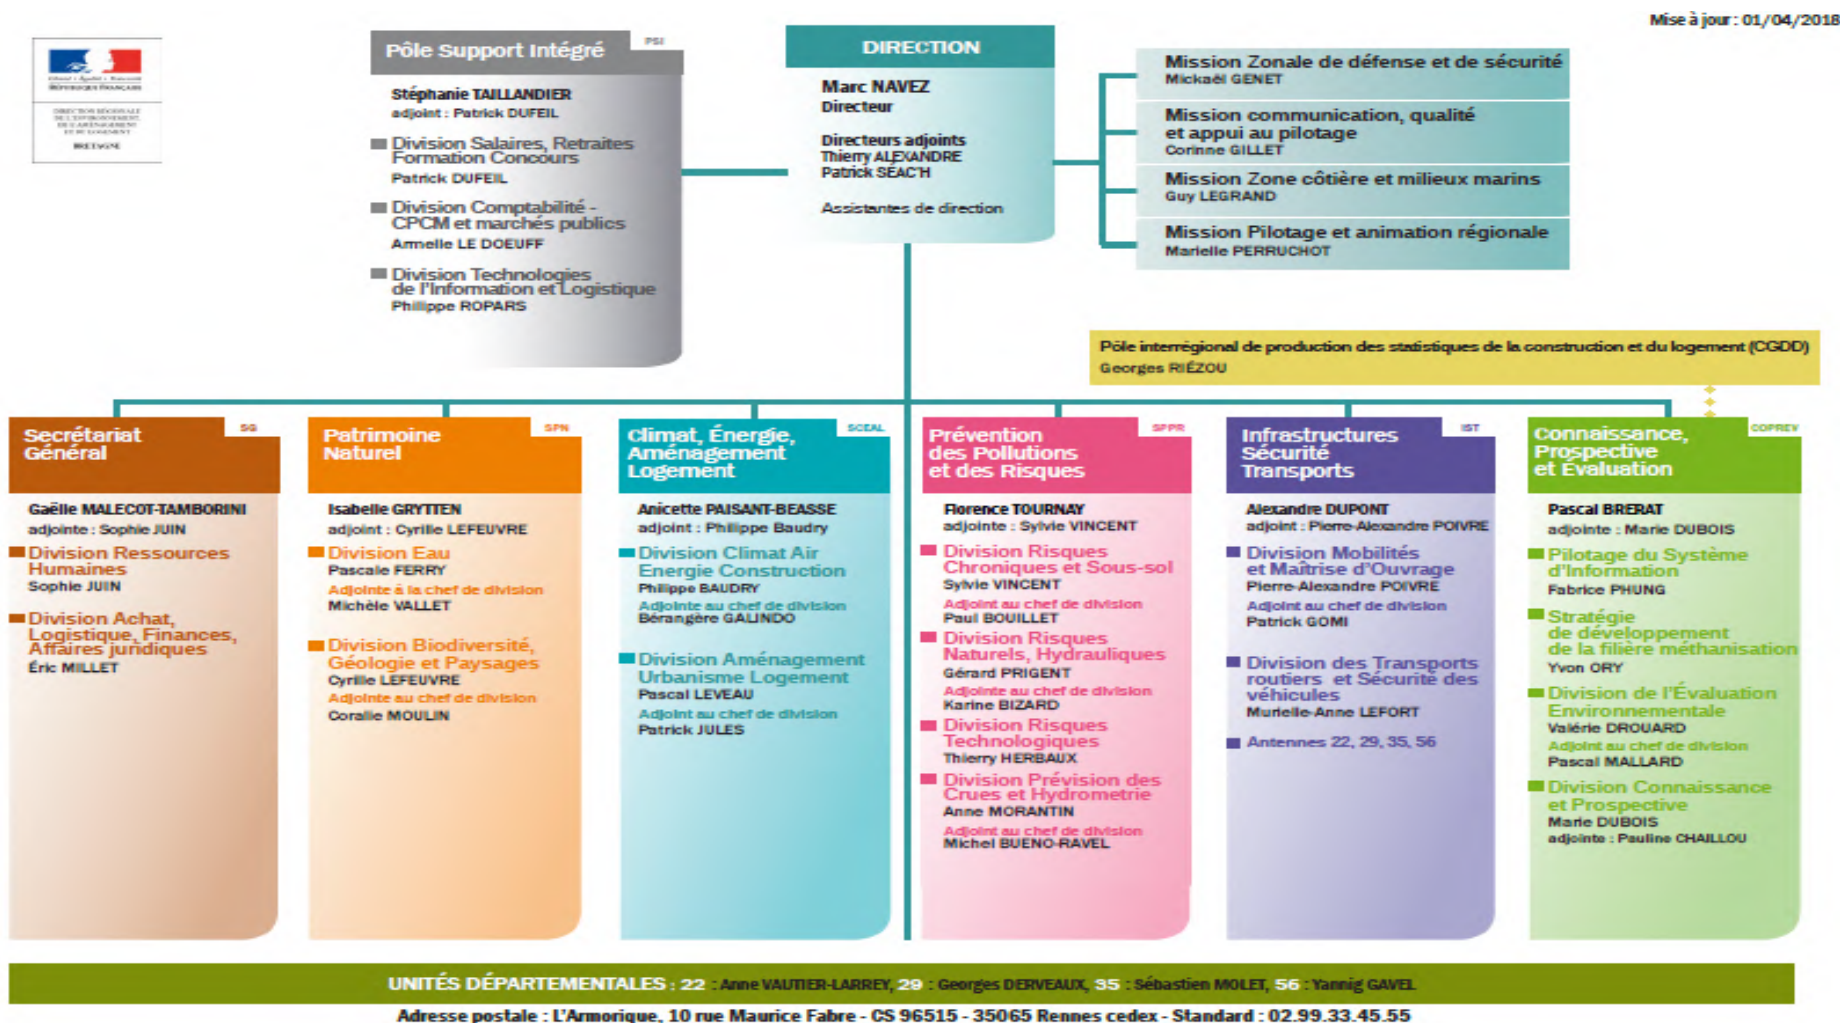 Mise à jour : 01/04/2018
Liberté • Égalité • Fraternité
RÉPUBLIQUE FRANÇAISE
DIRECTION RÉGIONALE
DE L'ENVIRONNEMENT,
DE L'AMÉNAGEMENT
ET DU LOGEMENT
BRETAGNE
Pôle Support Intégré
PSI
Stéphanie TAILLANDIER
adjoint : Patrick DUFEIL
Division Salaires, Retraites
Formation Concours
Patrick DUFEIL
Division Comptabilité -
CPCM et marchés publics
Armelle LE DOEUFF
Division Technologies
de l'Information et Logistique
Philippe ROPARS
DIRECTION
Marc NAVEZ
Directeur
Directeurs adjoints
Thierry ALEXANDRE
Patrick SÉAC'H
Assistantes de direction
Mission Zonale de défense et de sécurité
Mickaël GENET
Mission communication, qualité
et appui au pilotage
Corinne GILLET
Mission Zone côtière et milieux marins
Guy LEGRAND
Mission Pilotage et animation régionale
Marielle PERRUCHOT
Pôle interrégional de production des statistiques de la construction et du logement (CGDD)
Georges RIÉZOU
Secrétariat
Général
SG
Gaëlle MALECOT-TAMBORINI
adjointe : Sophie JUIN
Division Ressources
Humaines
Sophie JUIN
Division Achat,
Logistique, Finances,
Affaires juridiques
Éric MILLET
Patrimoine
Naturel
SPN
Isabelle GRYTTEN
adjoint : Cyrille LEFEUVRE
Division Eau
Pascale FERRY
Adjointe à la chef de division
Michèle VALLET
Division Biodiversité,
Géologie et Paysages
Cyrille LEFEUVRE
Adjointe au chef de division
Coralie MOULIN
Climat, Énergie,
Aménagement
Logement
SCEAL
Anicette PAISANT-BEASSE
adjoint : Philippe Baudry
Division Climat Air
Energie Construction
Philippe BAUDRY
Adjointe au chef de division
Bérangère GALINDO
Division Aménagement
Urbanisme Logement
Pascal LEVEAU
Adjoint au chef de division
Patrick JULES
Prévention
des Pollutions
et des Risques
SPPR
Florence TOURNAY
adjointe : Sylvie VINCENT
Division Risques
Chroniques et Sous-sol
Sylvie VINCENT
Adjoint au chef de division
Paul BOUILLET
Division Risques
Naturels, Hydrauliques
Gérard PRIGENT
Adjointe au chef de division
Karine BIZARD
Division Risques
Technologiques
Thierry HERBAUX
Division Prévision des
Crues et Hydrometrie
Anne MORANTIN
Adjoint au chef de division
Michel BUENO-RAVEL
Infrastructures
Sécurité
Transports
IST
Alexandre DUPONT
adjoint : Pierre-Alexandre POIVRE
Division Mobilités
et Maîtrise d'Ouvrage
Pierre-Alexandre POIVRE
Adjoint au chef de division
Patrick GOMI
Division des Transports
routiers et Sécurité des
véhicules
Murielle-Anne LEFORT
Antennes 22, 29, 35, 56
Connaissance,
Prospective
et Évaluation
COPREV
Pascal BRERAT
adjointe : Marie DUBOIS
Pilotage du Système
d'Information
Fabrice PHUNG
Stratégie
de développement
de la filière méthanisation
Yvon ORY
Division de l'Évaluation
Environnementale
Valérie DROUARD
Adjoint au chef de division
Pascal MALLARD
Division Connaissance
et Prospective
Marie DUBOIS
adjointe : Pauline CHAILLOU
UNITÉS DÉPARTEMENTALES : 22 : Anne VAUTIER-LARREY, 29 : Georges DERVEAUX, 35 : Sébastien MOLET, 56 : Yannig GAVEL
Adresse postale : L'Armorique, 10 rue Maurice Fabre - CS 96515 - 35065 Rennes cedex - Standard : 02.99.33.45.55